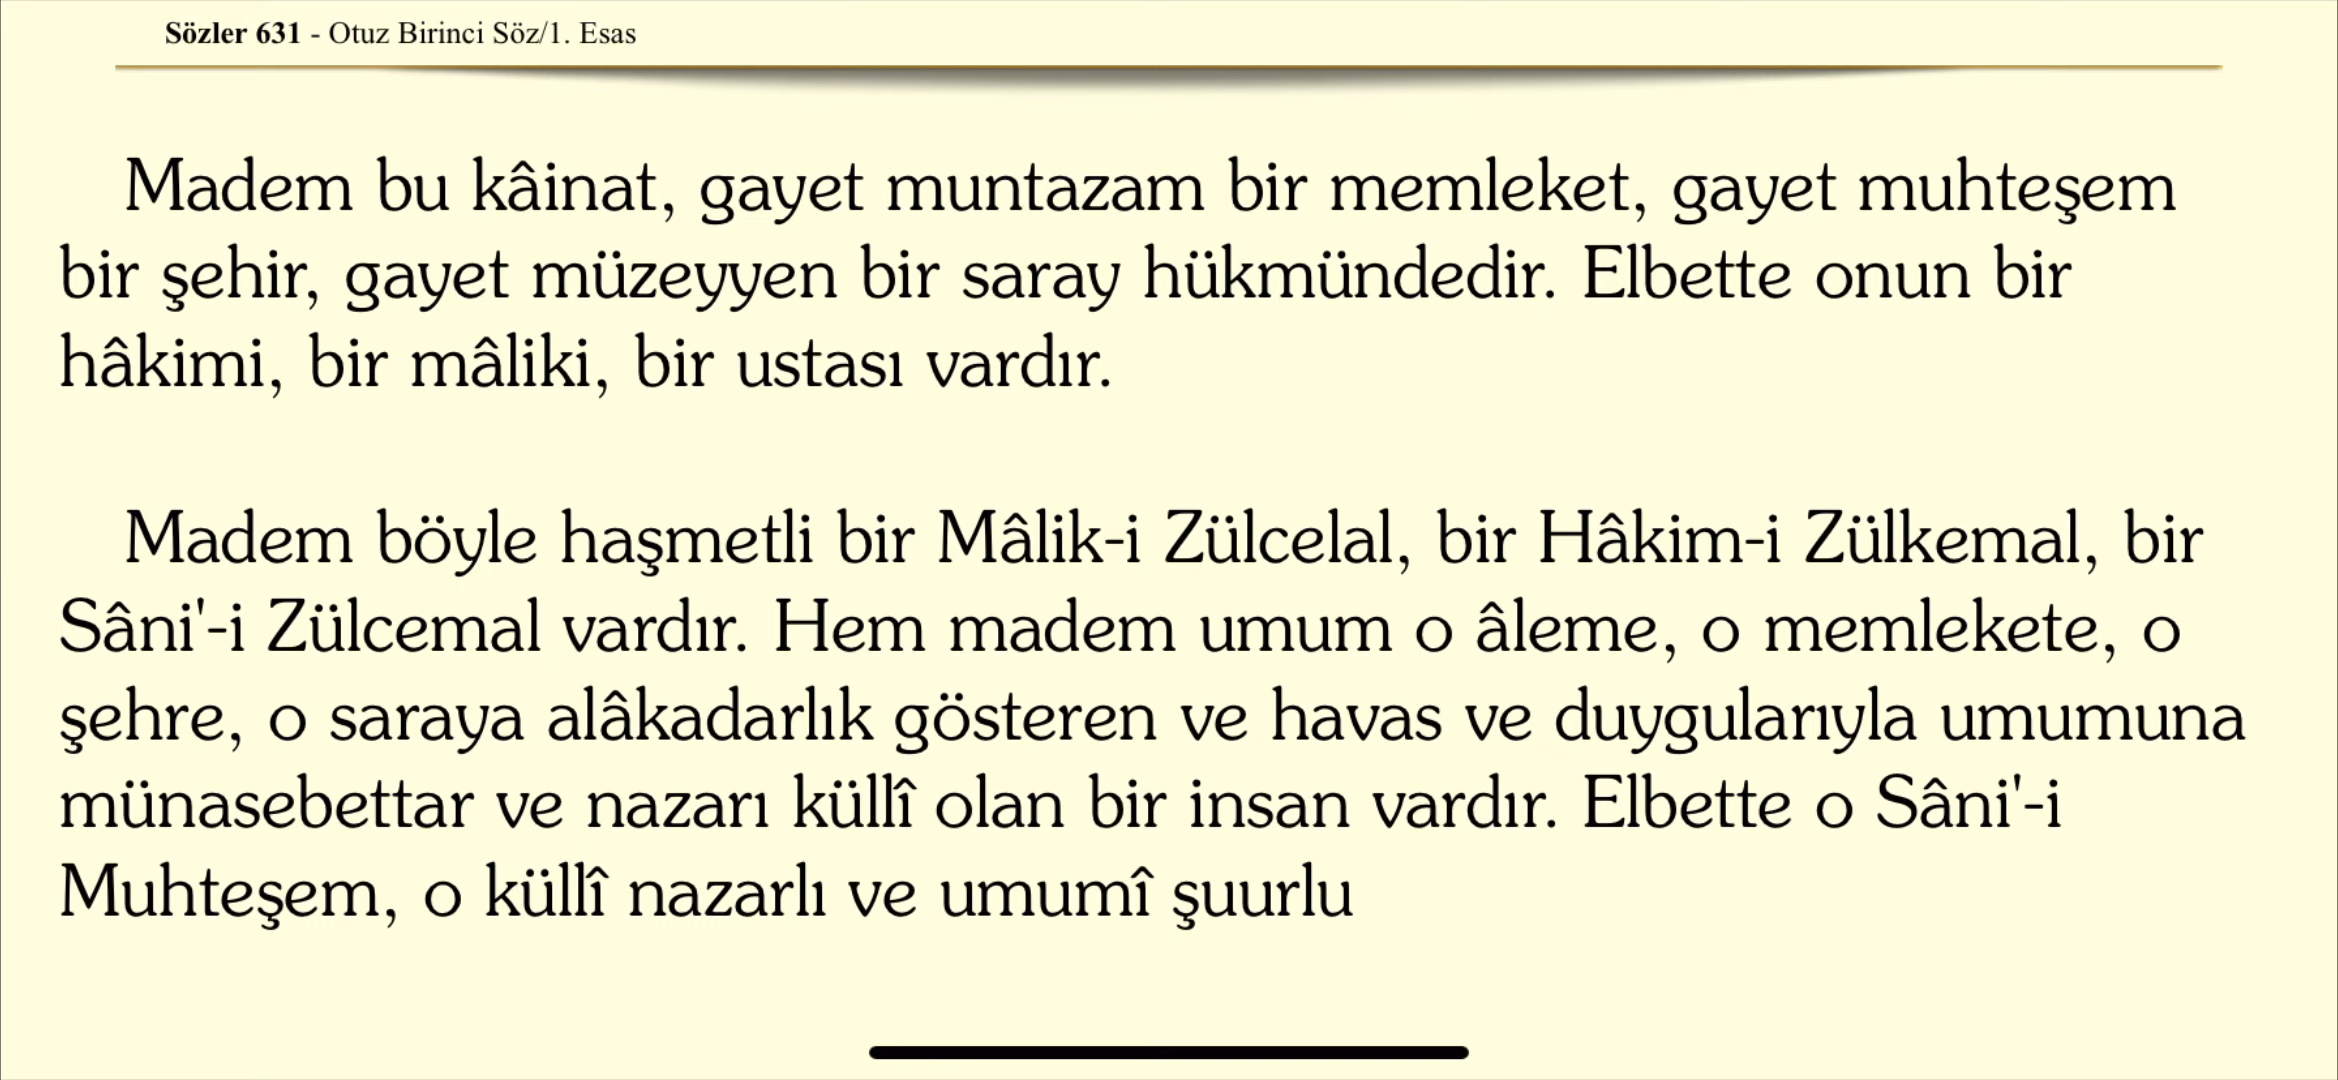 Sözler 631 - Otuz Birinci Söz/1. Esas
Madem bu kâinat, gayet muntazam bir memleket, gayet muhteşem
bir şehir, gayet müzeyyen bir saray hükmündedir. Elbette onun bir
hâkimi, bir mâliki, bir ustası vardır.
Madem böyle haşmetli bir Mâlik-i Zülcelal, bir Hâkim-i Zülkemal, bir
Sâni'-i Zülcemal vardır. Hem madem umum o âleme, o memlekete, o
şehre, o saraya alâkadarlık gösteren ve havas ve duygularıyla umumuna
münasebettar ve nazarı küllî olan bir insan vardır. Elbette o Sâni'-i
Muhteşem, o küllî nazarlı ve umumî şuurlu